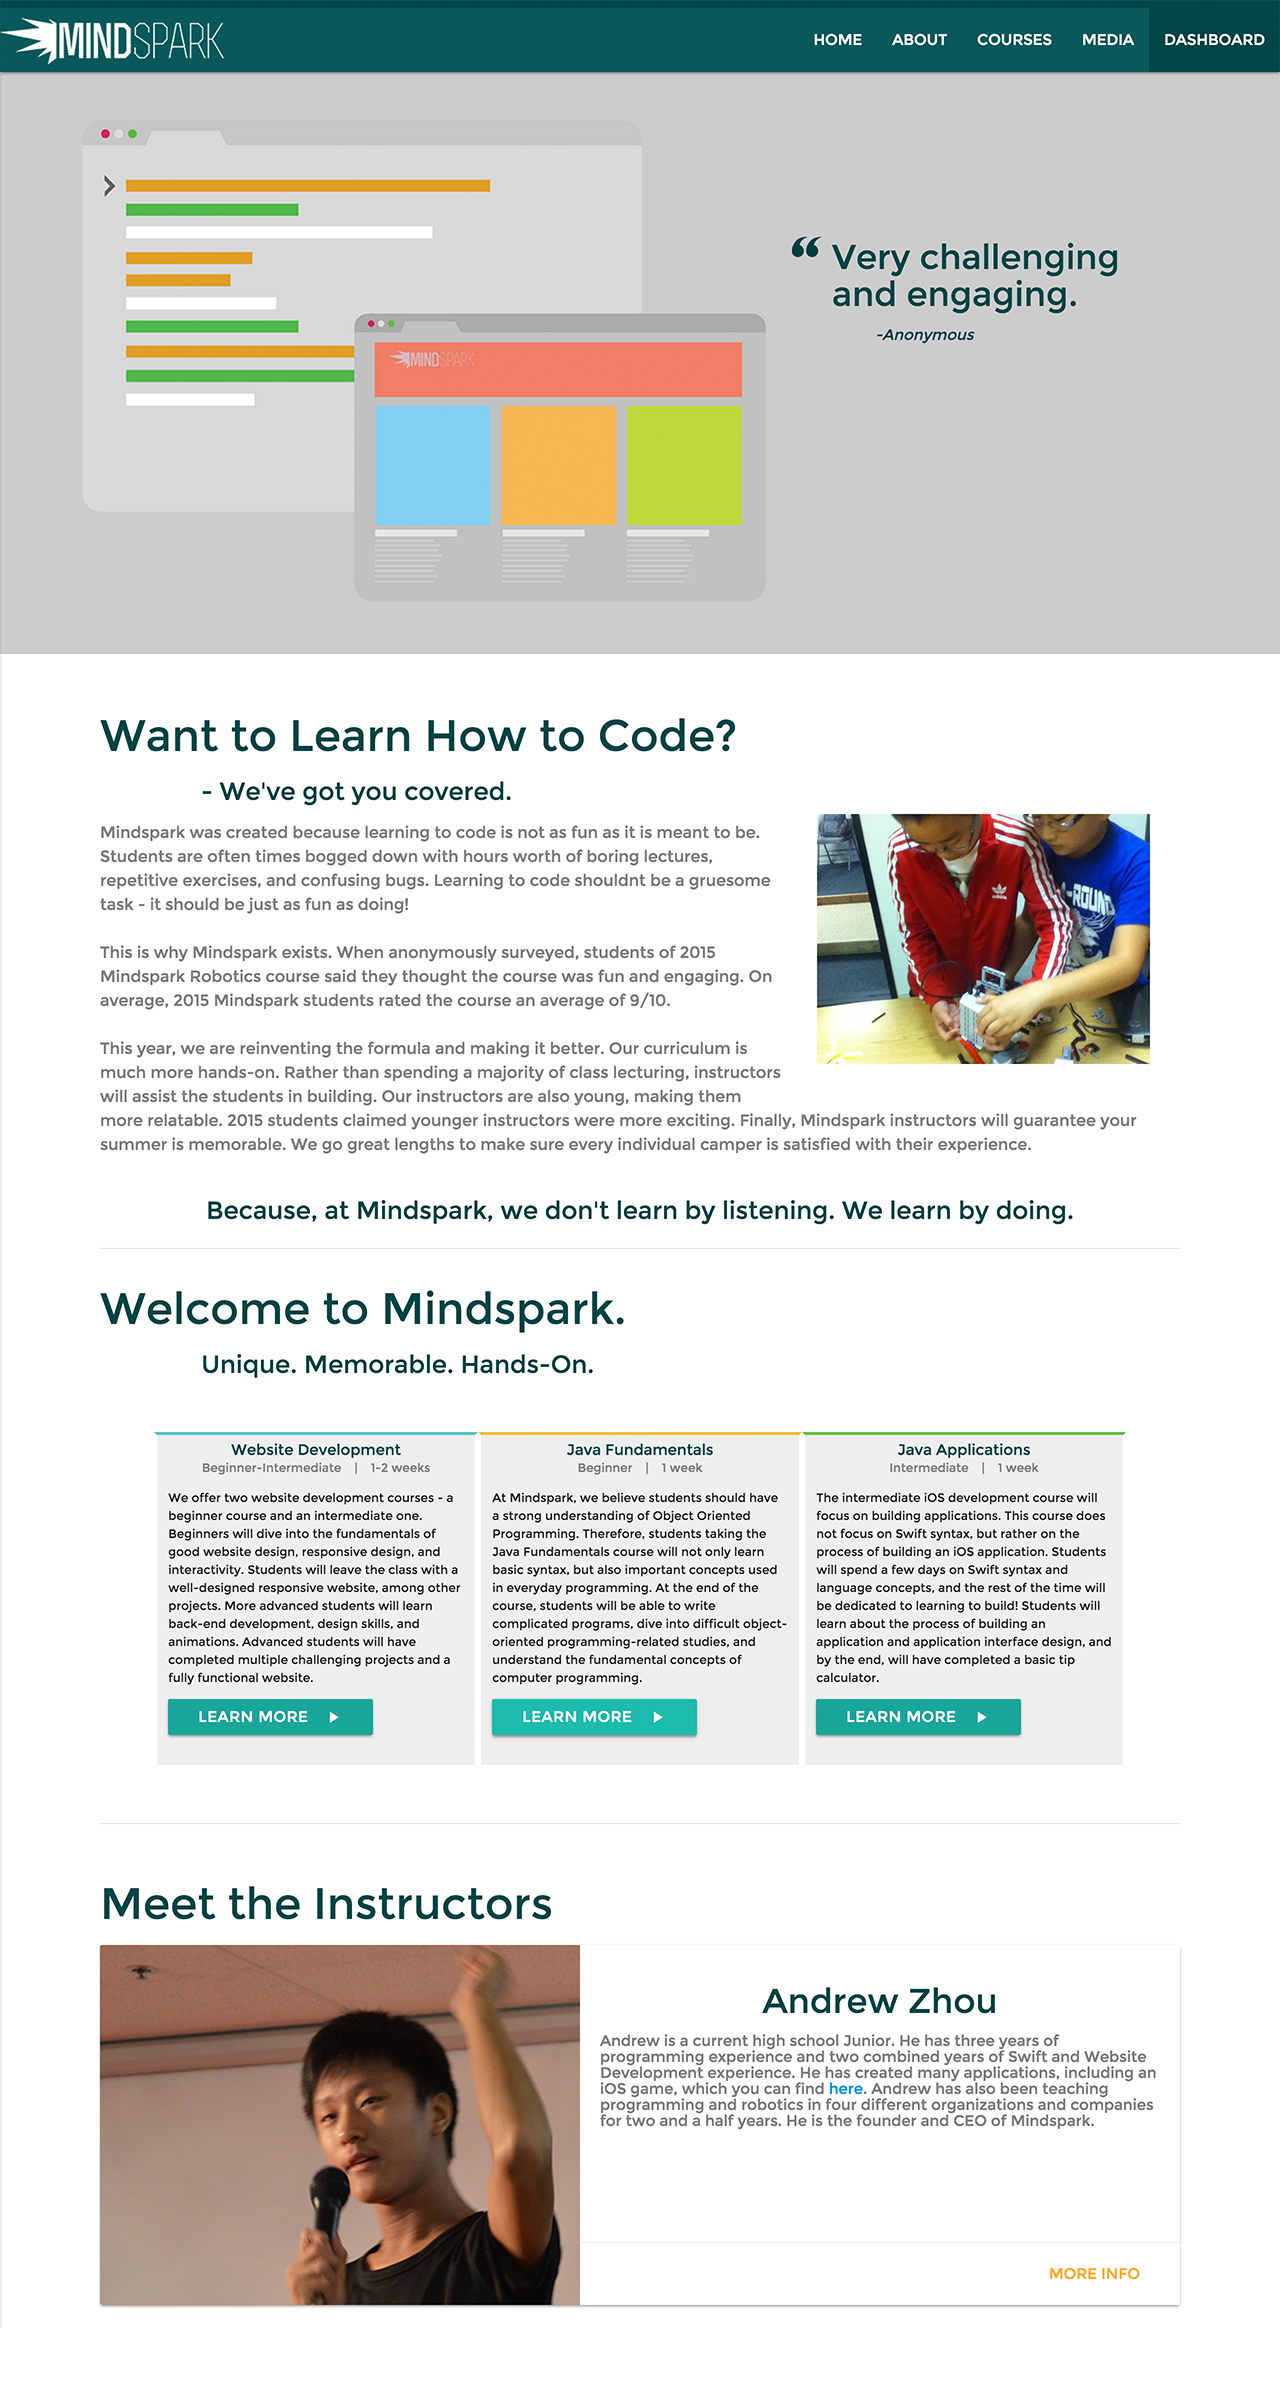 MINDSPARK
HOME ABOUT COURSES MEDIA DASHBOARD
“ Very challenging
and engaging.
-Anonymous
MINDSPARK
Want to Learn How to Code?
- We've got you covered.
Mindspark was created because learning to code is not as fun as it is meant to be.
Students are often times bogged down with hours worth of boring lectures,
repetitive exercises, and confusing bugs. Learning to code shouldnt be a gruesome
task - it should be just as fun as doing!
This is why Mindspark exists. When anonymously surveyed, students of 2015
Mindspark Robotics course said they thought the course was fun and engaging. On
average, 2015 Mindspark students rated the course an average of 9/10.
This year, we are reinventing the formula and making it better. Our curriculum is
much more hands-on. Rather than spending a majority of class lecturing, instructors
will assist the students in building. Our instructors are also young, making them
more relatable. 2015 students claimed younger instructors were more exciting. Finally, Mindspark instructors will guarantee your
summer is memorable. We go great lengths to make sure every individual camper is satisfied with their experience.
adidas
-ROUND
Because, at Mindspark, we don't learn by listening. We learn by doing.
Welcome to Mindspark.
Unique. Memorable. Hands-On.
Website Development
Beginner-Intermediate | 1-2 weeks
We offer two website development courses - a
beginner course and an intermediate one.
Beginners will dive into the fundamentals of
good website design, responsive design, and
interactivity. Students will leave the class with a
well-designed responsive website, among other
projects. More advanced students will learn
back-end development, design skills, and
animations. Advanced students will have
completed multiple challenging projects and a
fully functional website.
LEARN MORE
Java Fundamentals
Beginner | 1 week
At Mindspark, we believe students should have
a strong understanding of Object Oriented
Programming. Therefore, students taking the
Java Fundamentals course will not only learn
basic syntax, but also important concepts used
in everyday programming. At the end of the
course, students will be able to write
complicated programs, dive into difficult object-
oriented programming-related studies, and
understand the fundamental concepts of
computer programming.
LEARN MORE
Java Applications
Intermediate | 1 week
The intermediate iOS development course will
focus on building applications. This course does
not focus on Swift syntax, but rather on the
process of building an iOS application. Students
will spend a few days on Swift syntax and
language concepts, and the rest of the time will
be dedicated to learning to build! Students will
learn about the process of building an
application and application interface design, and
by the end, will have completed a basic tip
calculator.
LEARN MORE
Meet the Instructors
Andrew Zhou
Andrew is a current high school Junior. He has three years of
programming experience and two combined years of Swift and Website
Development experience. He has created many applications, including an
iOS game, which you can find here. Andrew has also been teaching
programming and robotics in four different organizations and companies
for two and a half years. He is the founder and CEO of Mindspark.
MORE INFO